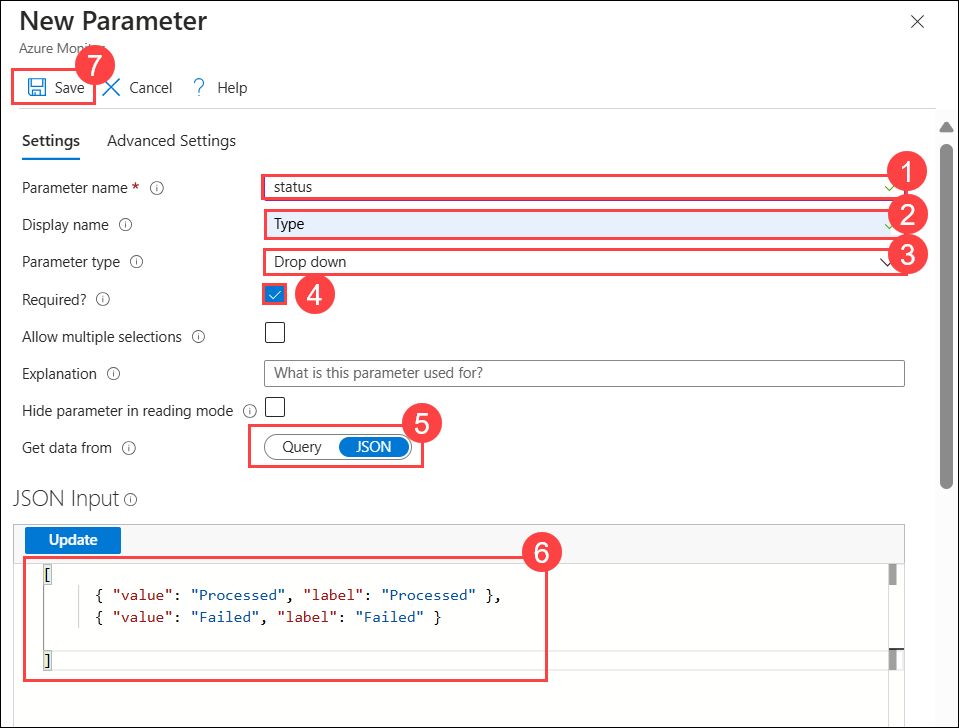 New Parameter
Azure Monitor
7
Save Cancel ? Help
Settings Advanced Settings
Parameter name * status 1
Display name Type 2
Parameter type Drop down 3
Required? 4
Allow multiple selections
Explanation What is this parameter used for?
Hide parameter in reading mode
Get data from Query JSON 5
JSON Input
Update
6
[
{ "value": "Processed", "label": "Processed" },
{ "value": "Failed", "label": "Failed" }
]